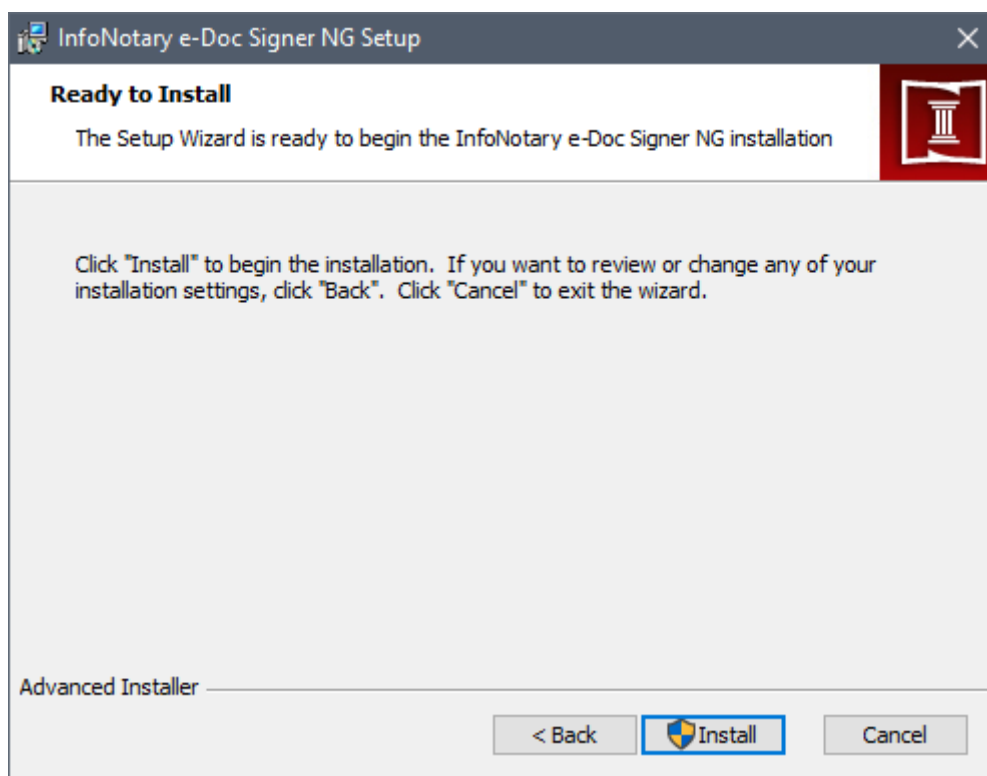 InfoNotary e-Doc Signer NG Setup
Ready to Install
The Setup Wizard is ready to begin the InfoNotary e-Doc Signer NG installation
Click "Install" to begin the installation.  If you want to review or change any of your
installation settings, click "Back".  Click "Cancel" to exit the wizard.
Advanced Installer
< Back
Install
Cancel